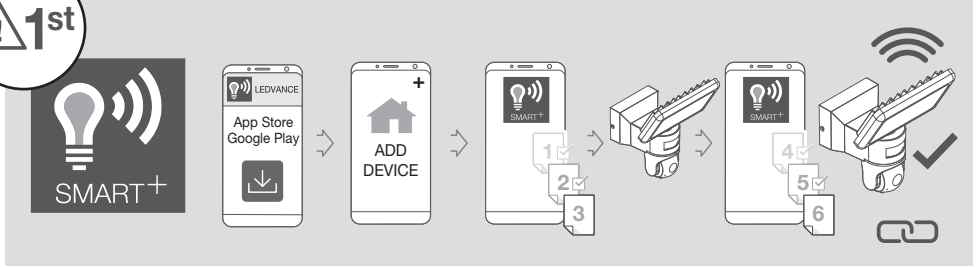 1st
SMART+
LEDVANCE
App Store
Google Play
+
ADD
DEVICE
SMART+
1
2
3
SMART+
4
5
6